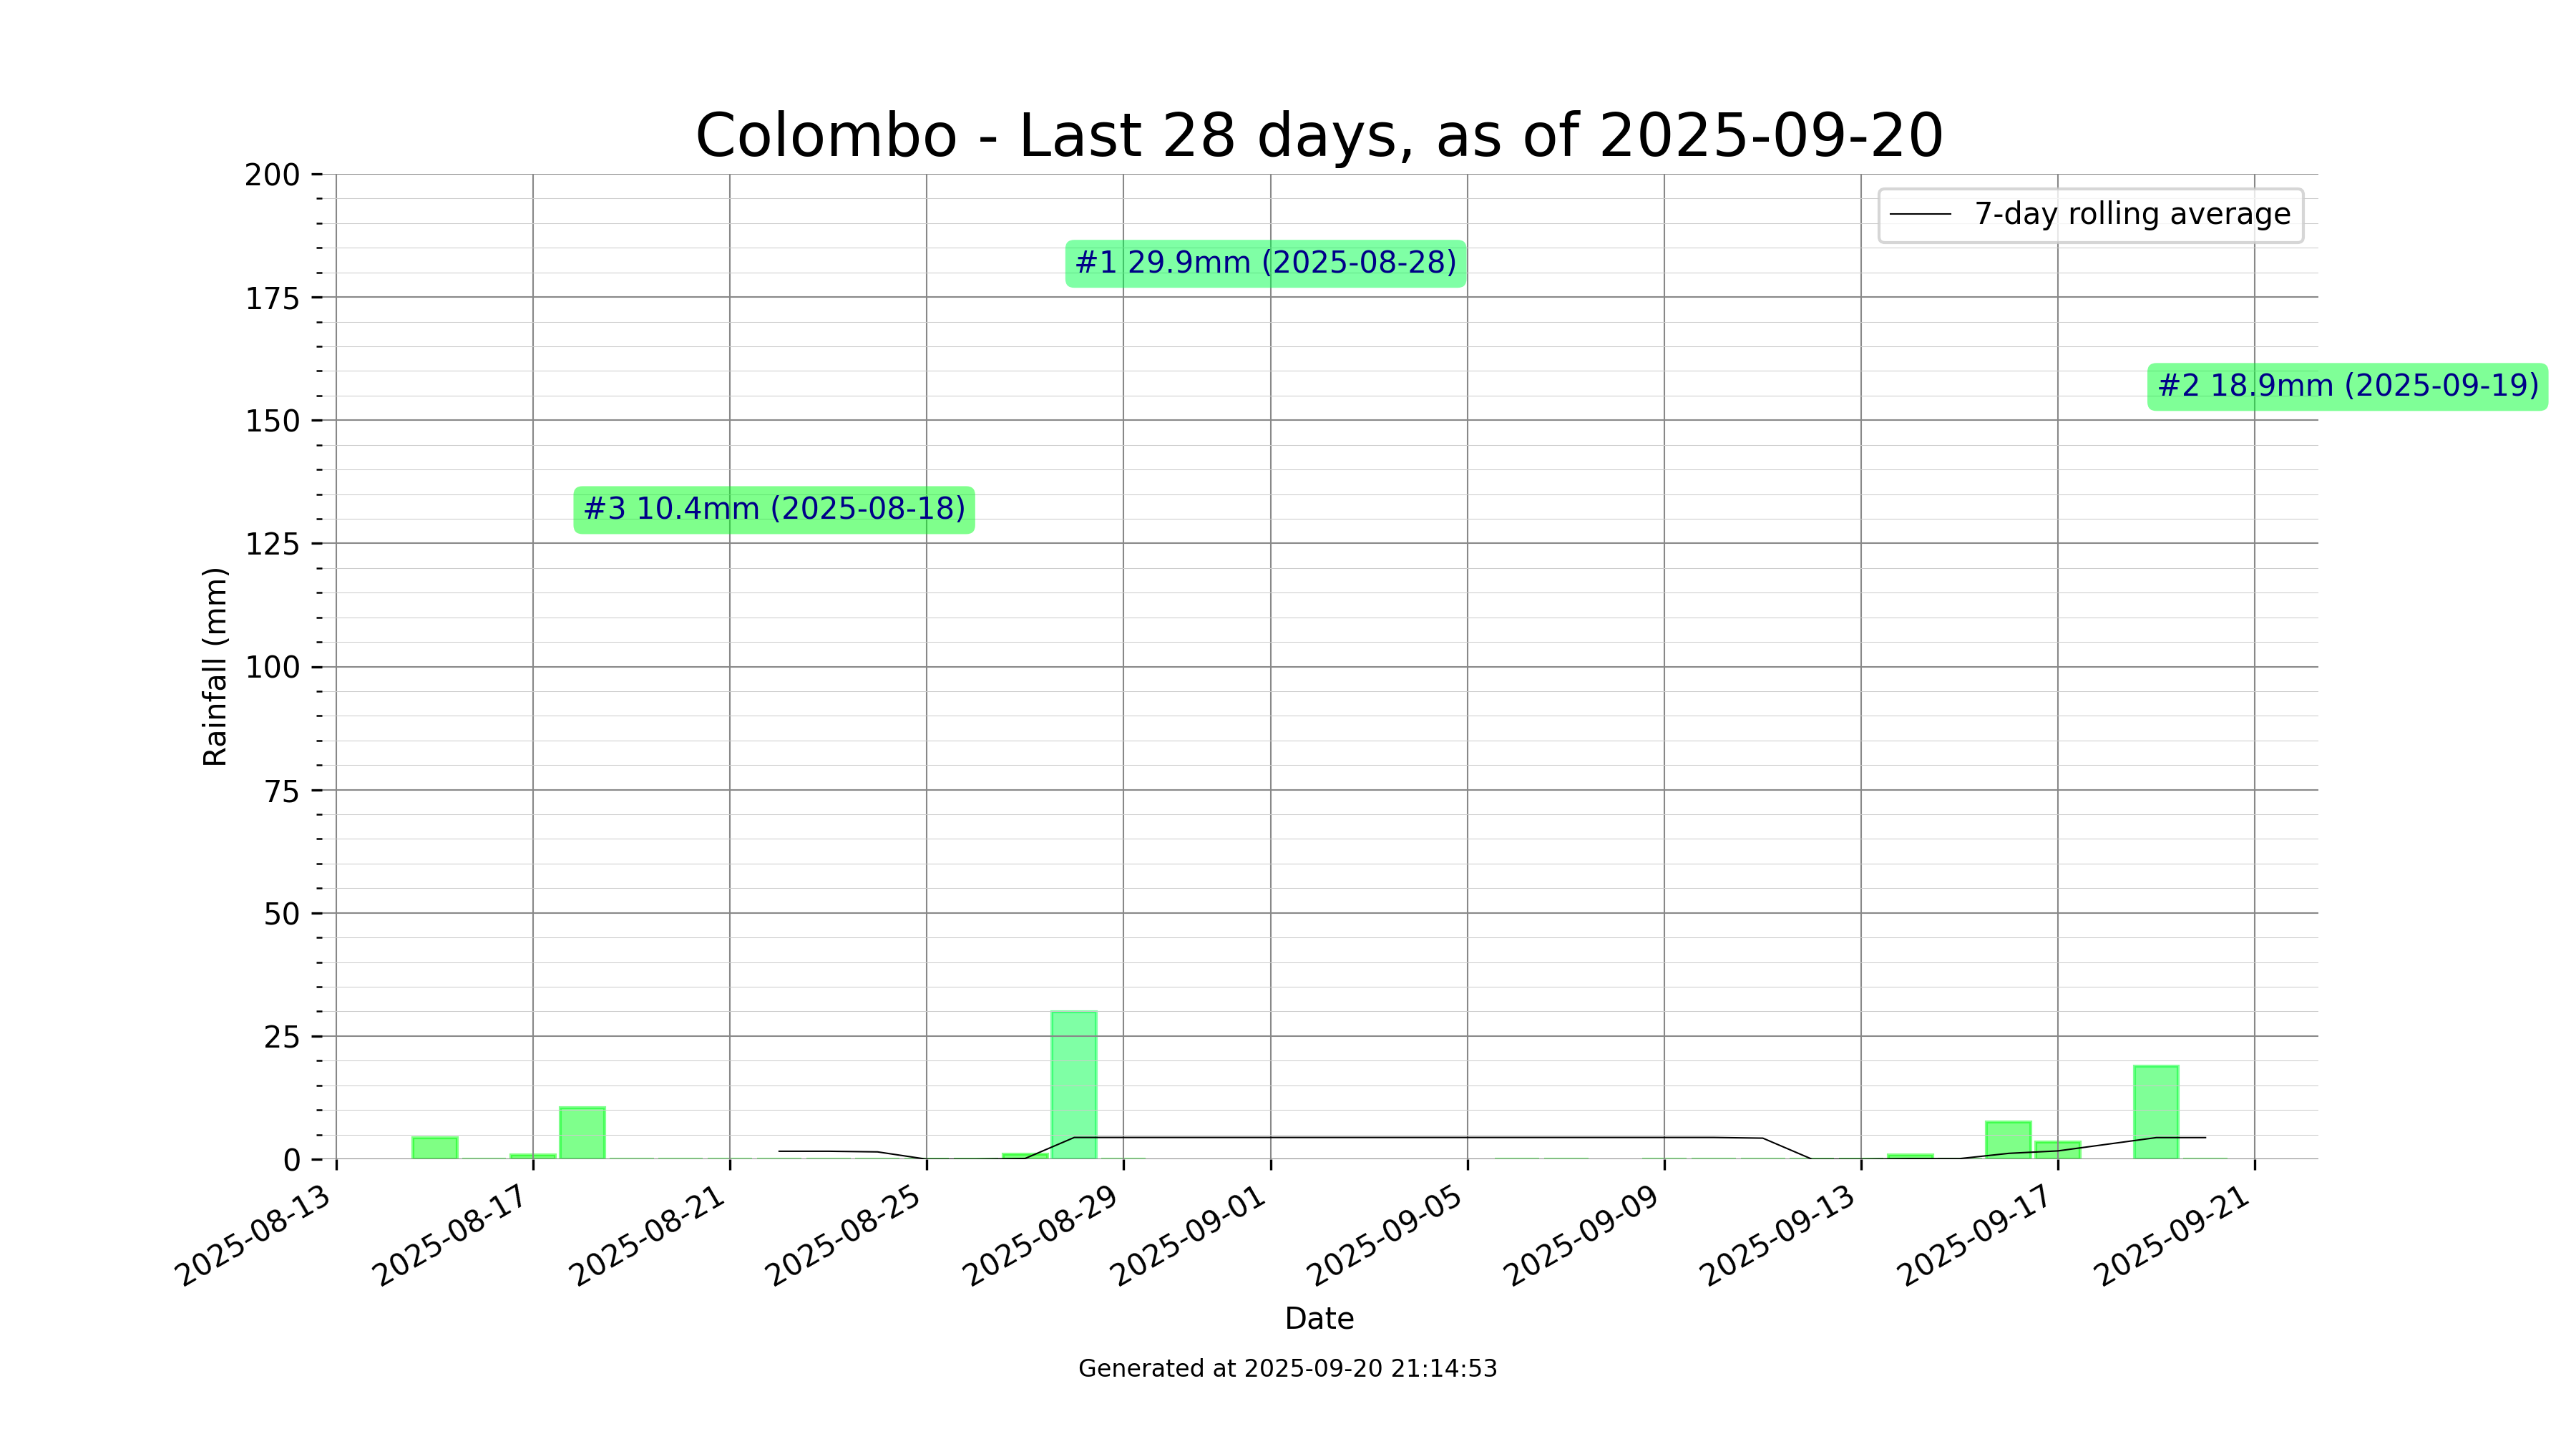 Colombo - Last 28 days, as of 2025-09-20
200
175
150
125
100
75
50
25
0
Rainfall (mm)
7-day rolling average
#1 29.9mm (2025-08-28)
#2 18.9mm (2025-09-19)
#3 10.4mm (2025-08-18)
2025-08-13
2025-08-17
2025-08-21
2025-08-25
2025-08-29
2025-09-01
2025-09-05
2025-09-09
2025-09-13
2025-09-17
2025-09-21
Date
Generated at 2025-09-20 21:14:53